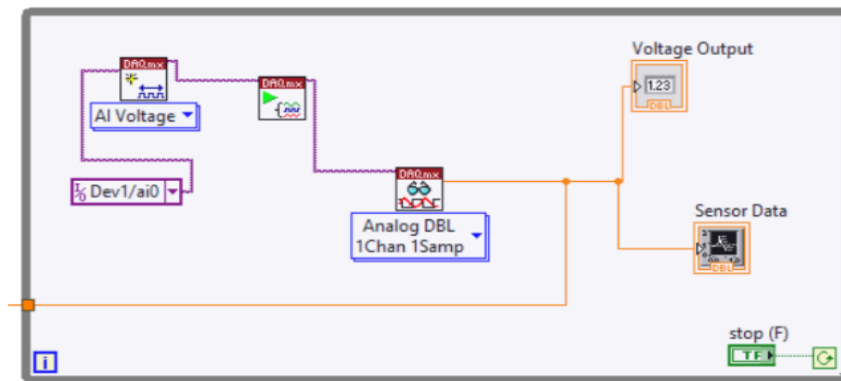 Voltage Output
DAQmx
DAQmx
1.23
DBL
AI Voltage
I/O Dev1/ai0
DAQmx
Analog DBL
1Chan 1Samp
Sensor Data
DBL
stop (F)
TF
i